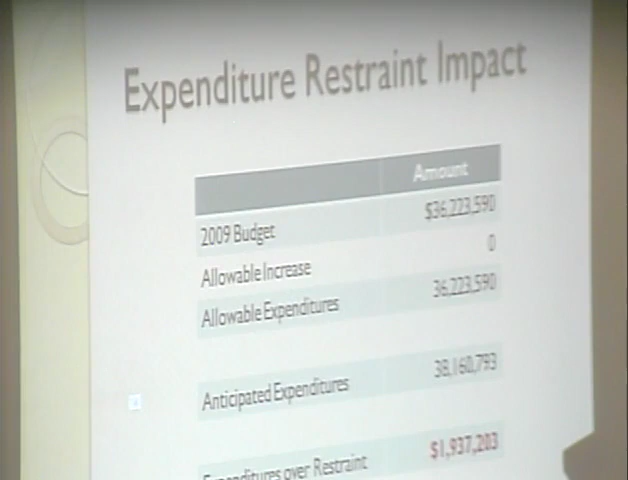 Expenditure Restraint Impact
Amount
2009 Budget $36,223,590
Allowable Increase 0
Allowable Expenditures 36,223,590
Anticipated Expenditures 38,160,793
Expenditures over Restraint $1,937,203